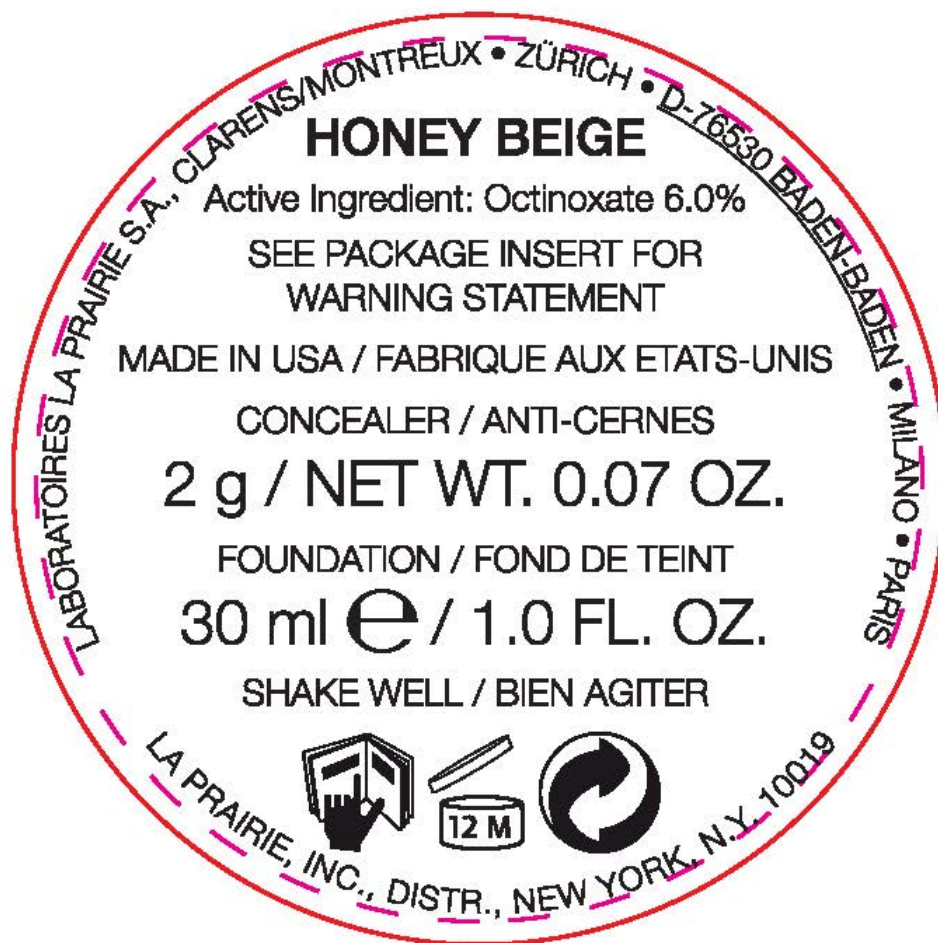 LABORATOIRES LA PRAIRIE S.A., CLARENS/MONTREUX • ZÜRICH • D-76530 BADEN-BADEN • MILANO • PARIS
HONEY BEIGE
Active Ingredient: Octinoxate 6.0%
SEE PACKAGE INSERT FOR
WARNING STATEMENT
MADE IN USA / FABRIQUE AUX ETATS-UNIS
CONCEALER / ANTI-CERNES
2 g / NET WT. 0.07 OZ.
FOUNDATION / FOND DE TEINT
30 ml ℮ / 1.0 FL. OZ.
SHAKE WELL / BIEN AGITER
12 M
LA PRAIRIE, INC., DISTR., NEW YORK, N.Y. 10019